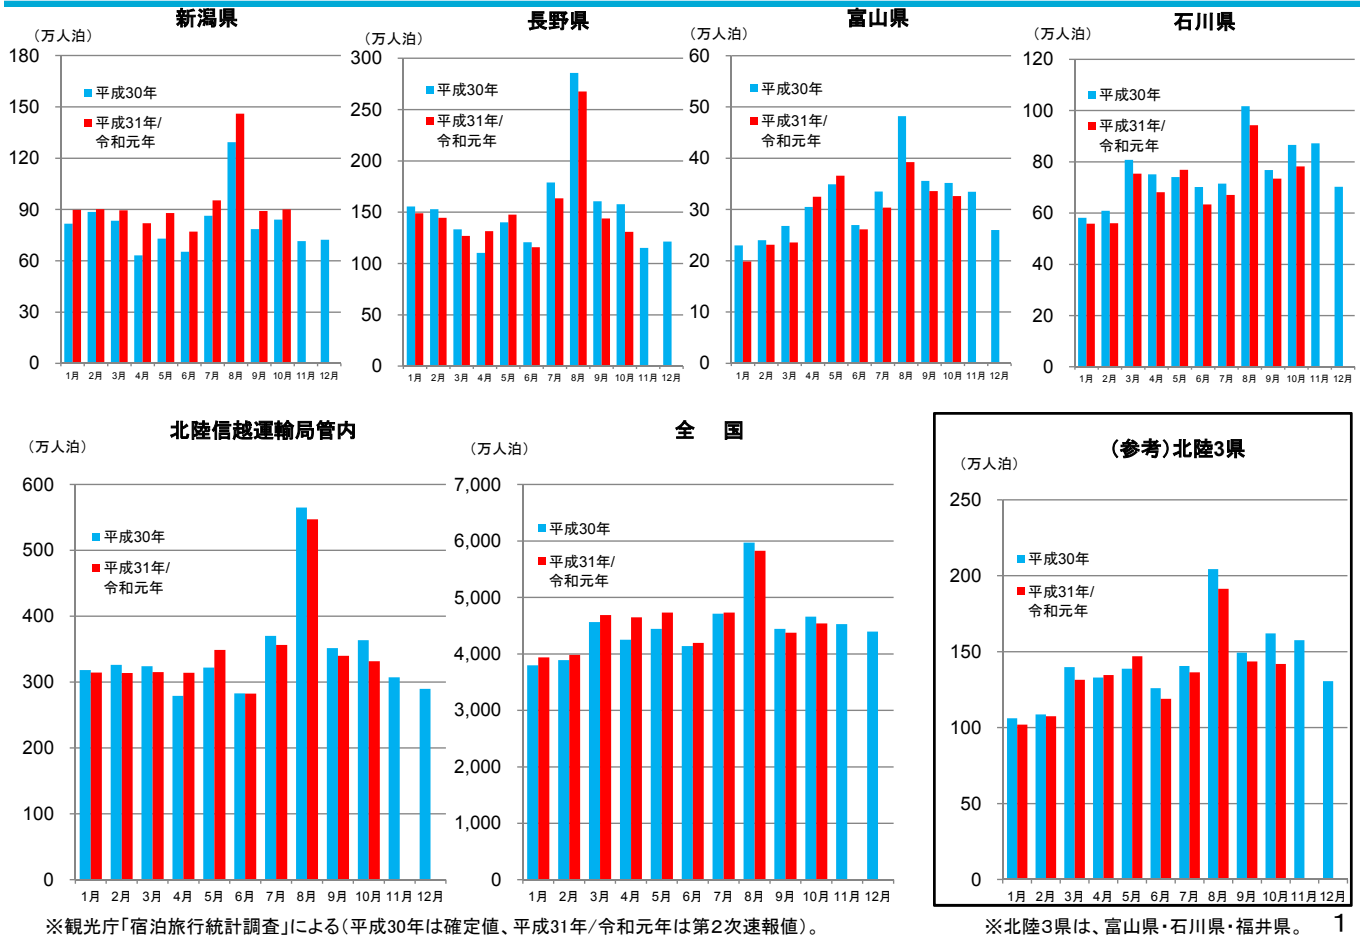 新潟県
（万人泊）
180
150
120
90
60
30
0
平成30年
平成31年/
令和元年
1月 2月 3月 4月 5月 6月 7月 8月 9月 10月 11月 12月
長野県
（万人泊）
300
250
200
150
100
50
0
平成30年
平成31年/
令和元年
1月 2月 3月 4月 5月 6月 7月 8月 9月 10月 11月 12月
富山県
（万人泊）
60
50
40
30
20
10
0
平成30年
平成31年/
令和元年
1月 2月 3月 4月 5月 6月 7月 8月 9月 10月 11月 12月
石川県
（万人泊）
120
100
80
60
40
20
0
平成30年
平成31年/
令和元年
1月 2月 3月 4月 5月 6月 7月 8月 9月 10月 11月 12月
北陸信越運輸局管内
（万人泊）
600
500
400
300
200
100
0
平成30年
平成31年/
令和元年
1月 2月 3月 4月 5月 6月 7月 8月 9月 10月 11月 12月
全　国
（万人泊）
7,000
6,000
5,000
4,000
3,000
2,000
1,000
0
平成30年
平成31年/
令和元年
1月 2月 3月 4月 5月 6月 7月 8月 9月 10月 11月 12月
（参考）北陸3県
（万人泊）
250
200
150
100
50
0
平成30年
平成31年/
令和元年
1月 2月 3月 4月 5月 6月 7月 8月 9月 10月 11月 12月
※観光庁「宿泊旅行統計調査」による（平成30年は確定値、平成31年/令和元年は第2次速報値）。
※北陸3県は、富山県・石川県・福井県。
1